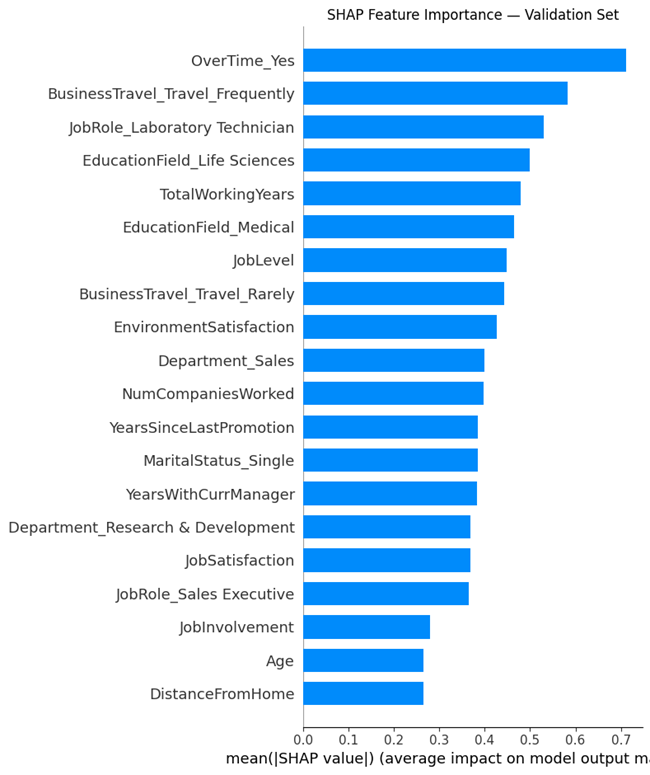 SHAP Feature Importance — Validation Set
OverTime_Yes
BusinessTravel_Travel_Frequently
JobRole_Laboratory Technician
EducationField_Life Sciences
TotalWorkingYears
EducationField_Medical
JobLevel
BusinessTravel_Travel_Rarely
EnvironmentSatisfaction
Department_Sales
NumCompaniesWorked
YearsSinceLastPromotion
MaritalStatus_Single
YearsWithCurrManager
Department_Research & Development
JobSatisfaction
JobRole_Sales Executive
JobInvolvement
Age
DistanceFromHome
0.0 0.1 0.2 0.3 0.4 0.5 0.6 0.7
mean(|SHAP value|) (average impact on model output